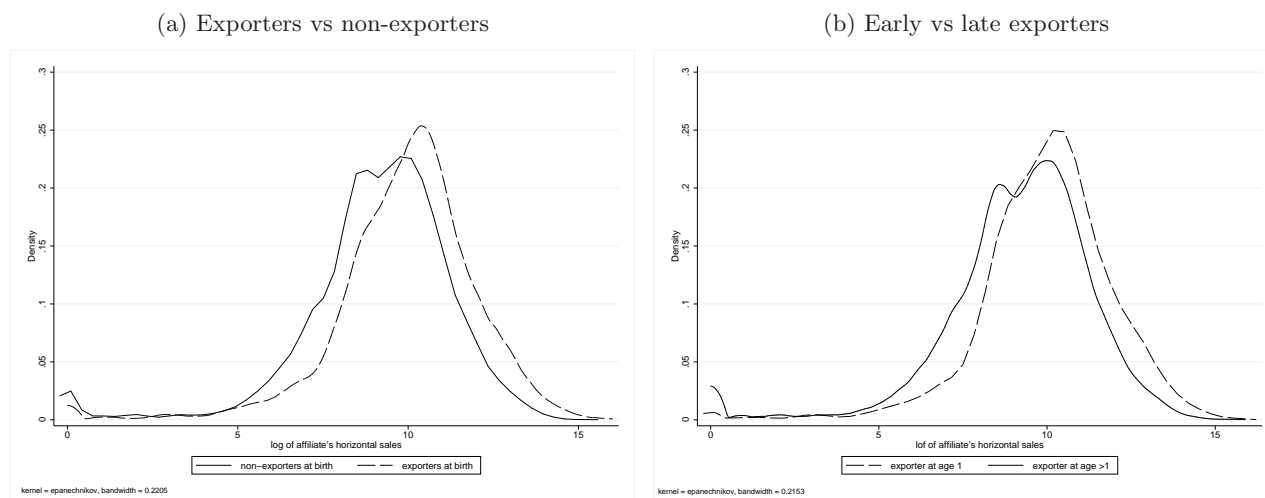 (a) Exporters vs non-exporters
.3
.25
.2
.15
.1
.05
0
Density
0 5 10 15
log of affiliate's horizontal sales
non−exporters at birth exporters at birth
kernel = epanechnikov, bandwidth = 0.2205
(b) Early vs late exporters
.3
.25
.2
.15
.1
.05
0
Density
0 5 10 15
lof of affiliate's horizontal sales
exporter at age 1 exporter at age >1
kernel = epanechnikov, bandwidth = 0.2153